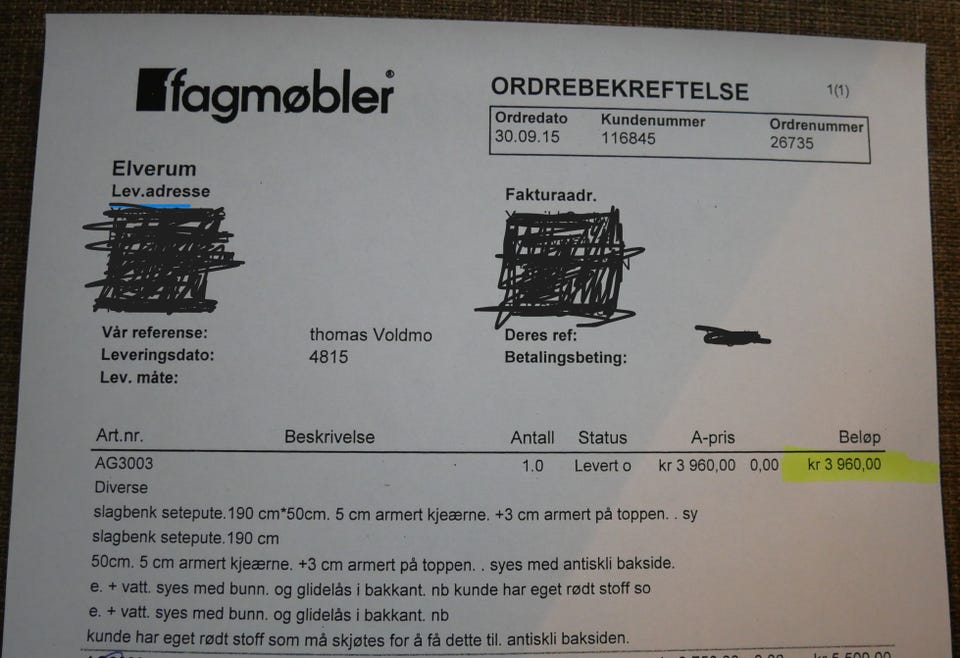 fagmøbler®
ORDREBEKREFTELSE 1(1)
Ordredato Kundenummer Ordrenummer
30.09.15 116845 26735
Elverum
Lev.adresse
Fakturaadr.
Vår referense: thomas Voldmo Deres ref:
Leveringsdato: 4815 Betalingsbeting:
Lev. måte:
Art.nr. Beskrivelse Antall Status A-pris Beløp
AG3003 1.0 Levert o kr 3 960,00 0,00 kr 3 960,00
Diverse
slagbenk setepute.190 cm*50cm. 5 cm armert kjeærne. +3 cm armert på toppen. . sy
slagbenk setepute.190 cm
50cm. 5 cm armert kjeærne. +3 cm armert på toppen. . syes med antiskli bakside.
e. + vatt. syes med bunn. og glidelås i bakkant. nb kunde har eget rødt stoff so
e. + vatt. syes med bunn. og glidelås i bakkant. nb
kunde har eget rødt stoff som må skjøtes for å få dette til. antiskli baksiden.